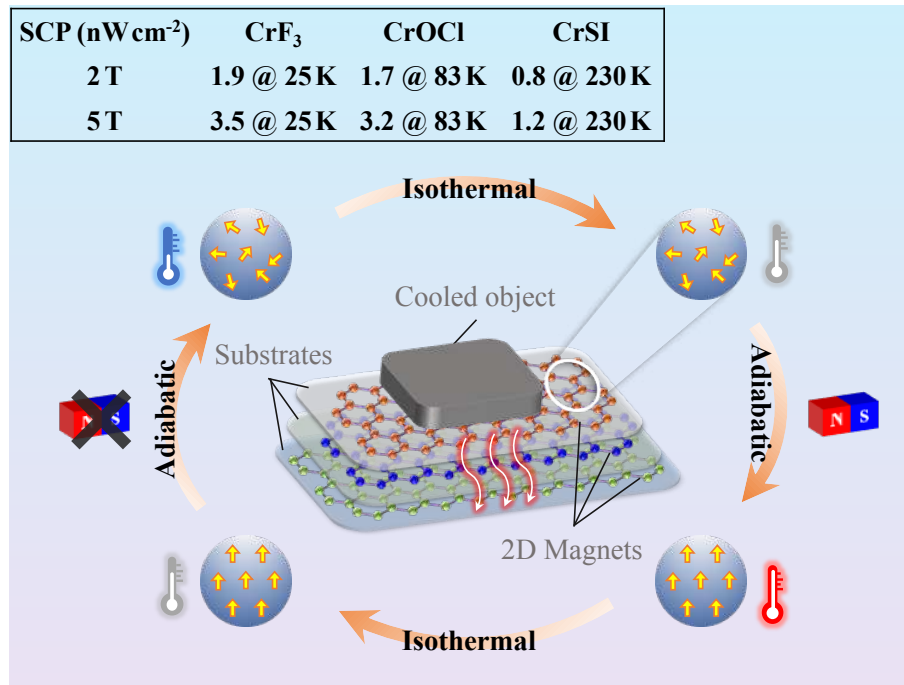 SCP (nW cm-2) CrF3 CrOCl CrSI
2 T 1.9 @ 25 K 1.7 @ 83 K 0.8 @ 230 K
5 T 3.5 @ 25 K 3.2 @ 83 K 1.2 @ 230 K
Isothermal
Cooled object
Substrates
Adiabatic
Adiabatic
N S
N S
2D Magnets
Isothermal